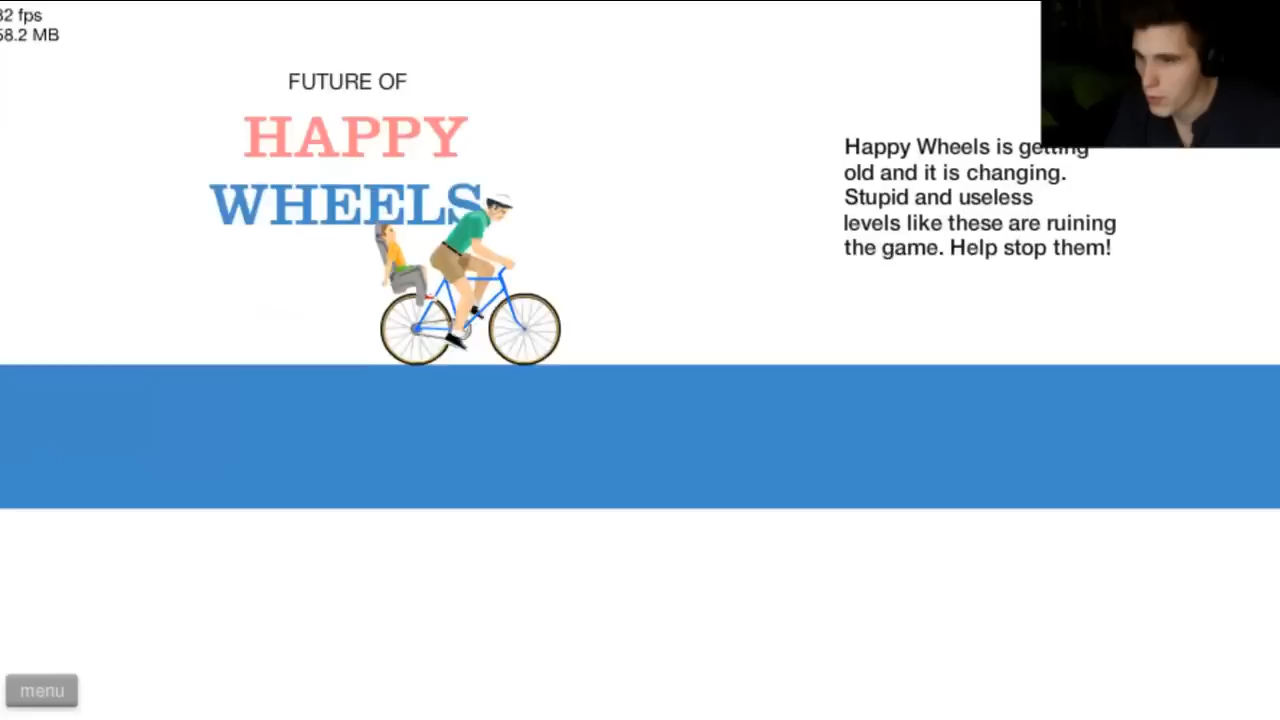 32 fps
58.2 MB
FUTURE OF
HAPPY
WHEELS
Happy Wheels is getting
old and it is changing.
Stupid and useless
levels like these are ruining
the game. Help stop them!
menu